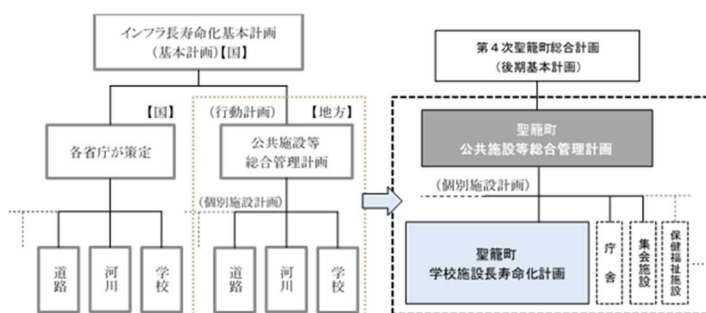 インフラ長寿命化基本計画
(基本計画)【国】
【国】
(行動計画)
【地方】
各省庁が策定
公共施設等
総合管理計画
(個別施設計画)
道路
河川
学校
道路
河川
学校
第4次聖籠町総合計画
(後期基本計画)
聖籠町
公共施設等総合管理計画
(個別施設計画)
聖籠町
学校施設長寿命化計画
庁舎
集会施設
保健福祉施設